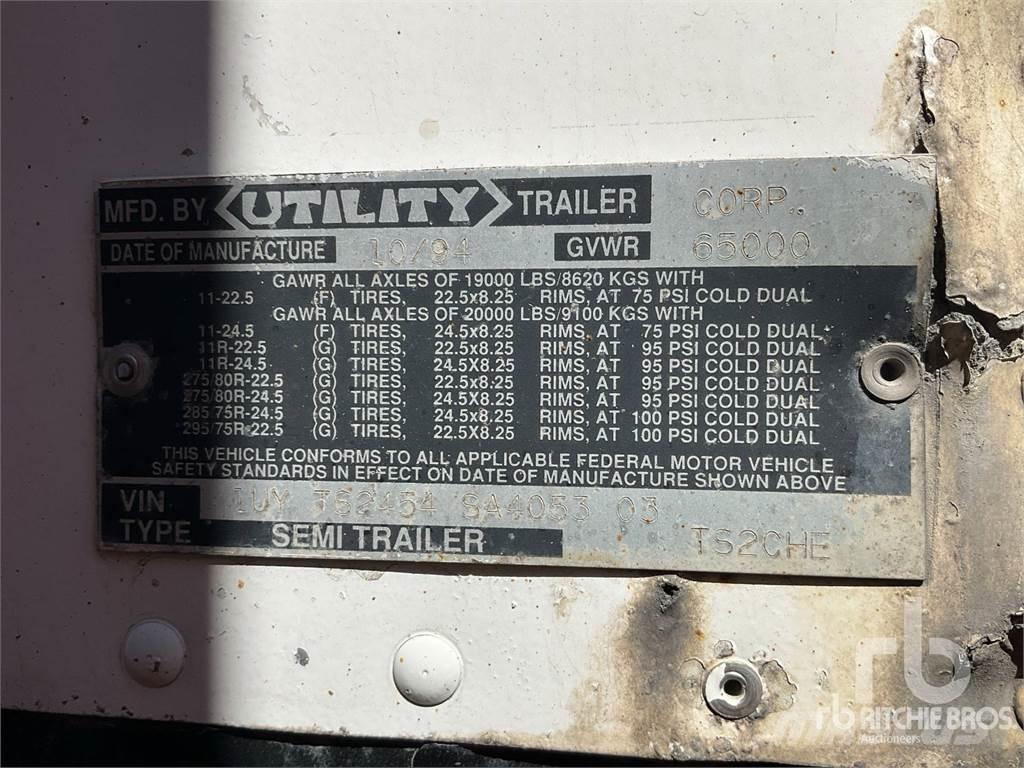 MFD. BY UTILITY TRAILER CORP.
DATE OF MANUFACTURE 10/94 GVWR 65000
GAWR ALL AXLES OF 19000 LBS/8620 KGS WITH
11-22.5 (F) TIRES, 22.5x8.25 RIMS, AT 75 PSI COLD DUAL
GAWR ALL AXLES OF 20000 LBS/9100 KGS WITH
11-24.5 (F) TIRES, 24.5x8.25 RIMS, AT 75 PSI COLD DUAL
11R-22.5 (G) TIRES, 22.5x8.25 RIMS, AT 95 PSI COLD DUAL
11R-24.5 (G) TIRES, 24.5X8.25 RIMS, AT 95 PSI COLD DUAL
275/80R-22.5 (G) TIRES, 22.5x8.25 RIMS, AT 95 PSI COLD DUAL
275/80R-24.5 (G) TIRES, 24.5X8.25 RIMS, AT 95 PSI COLD DUAL
285/75R-24.5 (G) TIRES, 24.5x8.25 RIMS, AT 100 PSI COLD DUAL
295/75R-22.5 (G) TIRES, 22.5X8.25 RIMS, AT 100 PSI COLD DUAL
THIS VEHICLE CONFORMS TO ALL APPLICABLE FEDERAL MOTOR VEHICLE
SAFETY STANDARDS IN EFFECT ON DATE OF MANUFACTURE SHOWN ABOVE
VIN 1UY TS2454 SA4053 03
TYPE SEMI TRAILER TS2CHE
rb
rb RITCHIE BROS.
Auctioneers